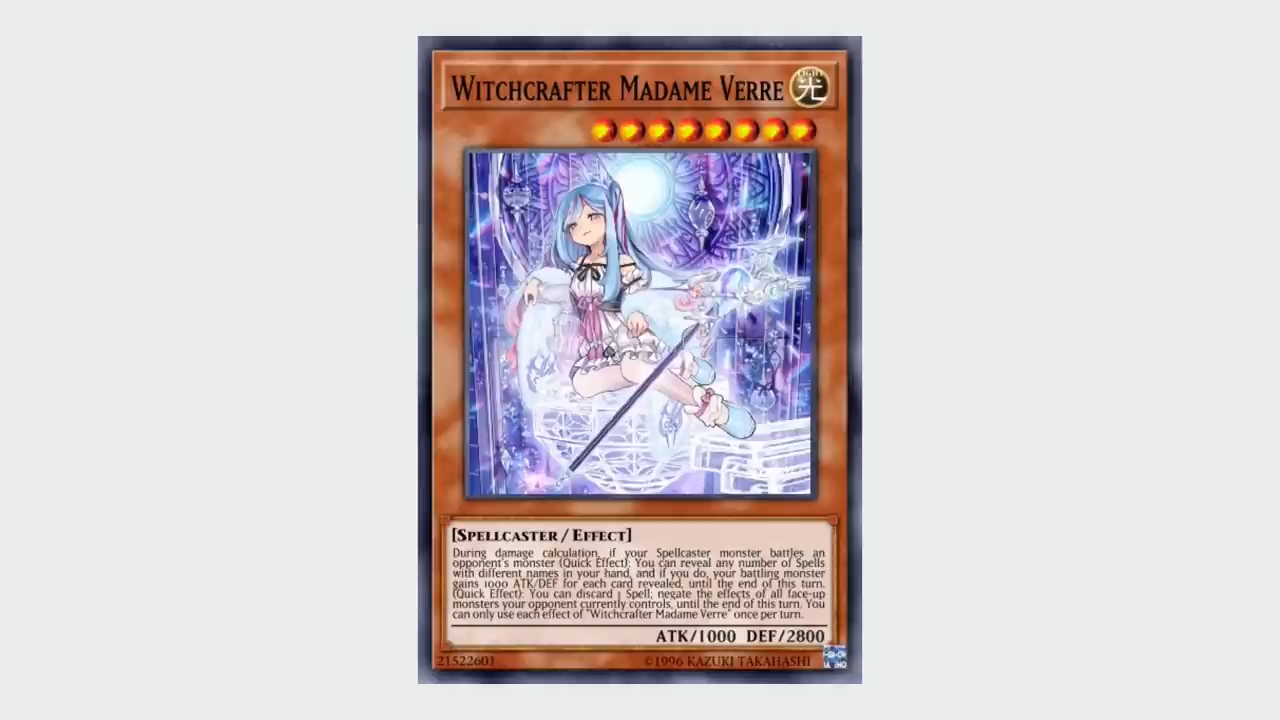 WITCHCRAFTER MADAME VERRE
LIGHT
光
[SPELLCASTER / EFFECT]
During damage calculation, if your Spellcaster monster battles an
opponent's monster (Quick Effect): You can reveal any number of Spells
with different names in your hand, and if you do, your battling monster
gains 1000 ATK/DEF for each card revealed, until the end of this turn.
(Quick Effect): You can discard 1 Spell; negate the effects of all face-up
monsters your opponent currently controls, until the end of this turn. You
can only use each effect of "Witchcrafter Madame Verre" once per turn.
ATK/1000 DEF/2800
21522601 ©1996 KAZUKI TAKAHASHI